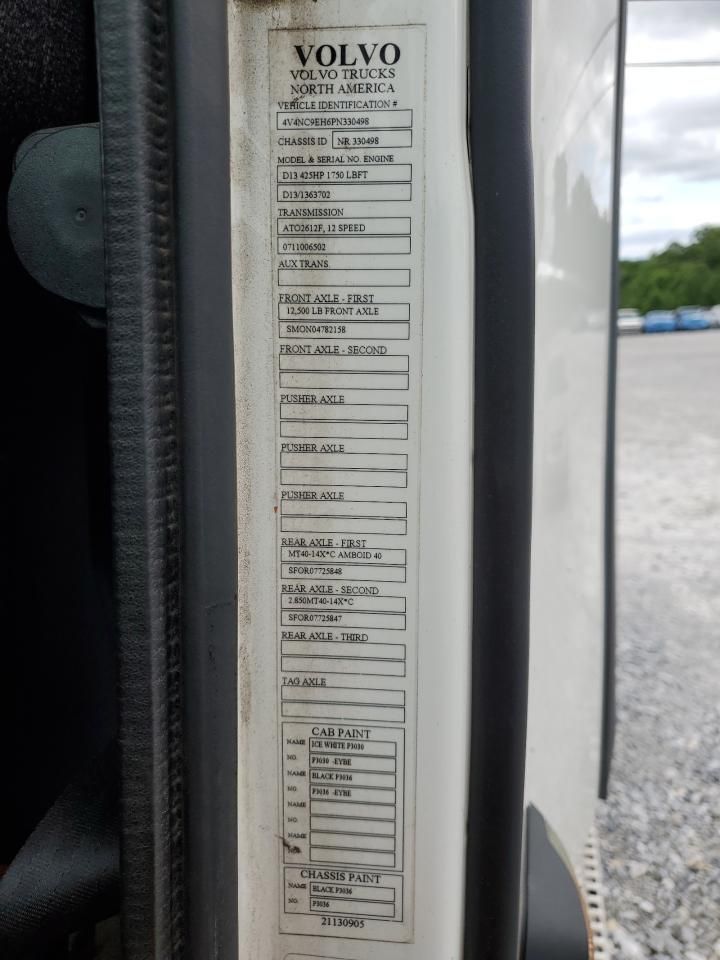 VOLVO
VOLVO TRUCKS
NORTH AMERICA
VEHICLE IDENTIFICATION #
4V4NC9EH6PN330498
CHASSIS ID NR 330498
MODEL & SERIAL NO. ENGINE
D13 425HP 1750 LBFT
D13/1363702
TRANSMISSION
ATO2612F, 12 SPEED
0711006502
AUX TRANS.
FRONT AXLE - FIRST
12,500 LB FRONT AXLE
SMON04782158
FRONT AXLE - SECOND
PUSHER AXLE
PUSHER AXLE
PUSHER AXLE
REAR AXLE - FIRST
MT40-14X*C AMBOID 40
SFOR07725848
REAR AXLE - SECOND
2.850MT40-14X*C
SFOR07725847
REAR AXLE - THIRD
TAG AXLE
CAB PAINT
NAME ICE WHITE P3030
NO. P3030 -EYBE
NAME BLACK P3036
NO. P3036 -EYBE
NAME
NO.
NAME
NO.
CHASSIS PAINT
NAME BLACK P3036
NO. P3036
21130905